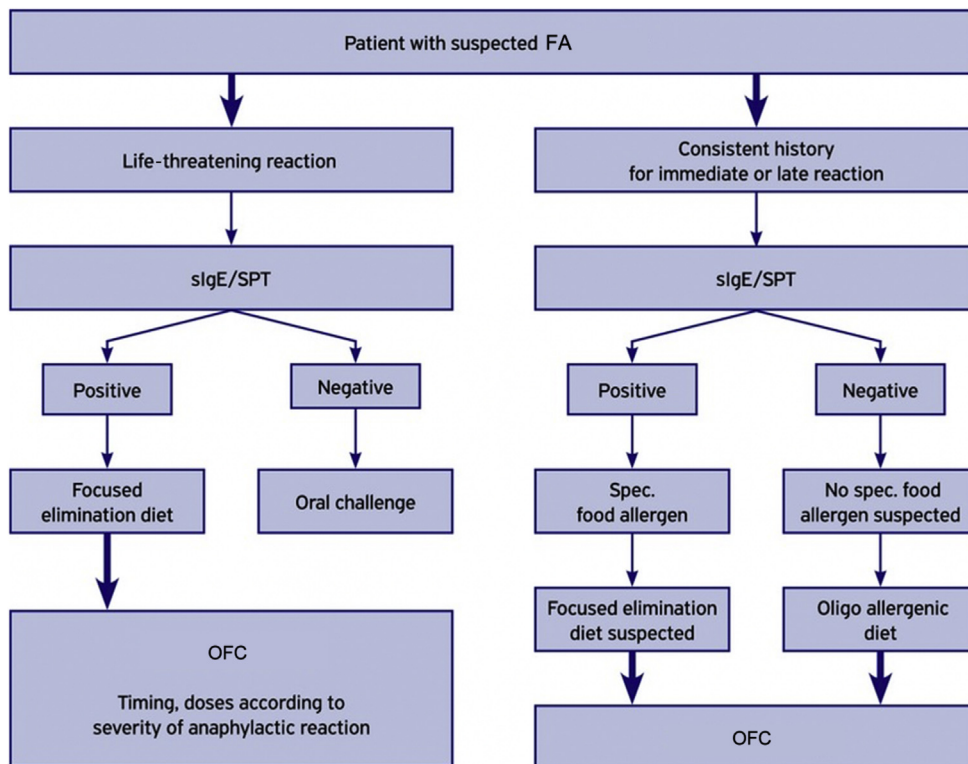 Patient with suspected FA
Life-threatening reaction
Consistent history
for immediate or late reaction
sIgE/SPT
sIgE/SPT
Positive
Negative
Positive
Negative
Focused
elimination diet
Oral challenge
Spec.
food allergen
No spec. food
allergen suspected
Focused elimination
diet suspected
Oligo allergenic
diet
OFC
Timing, doses according to
severity of anaphylactic reaction
OFC